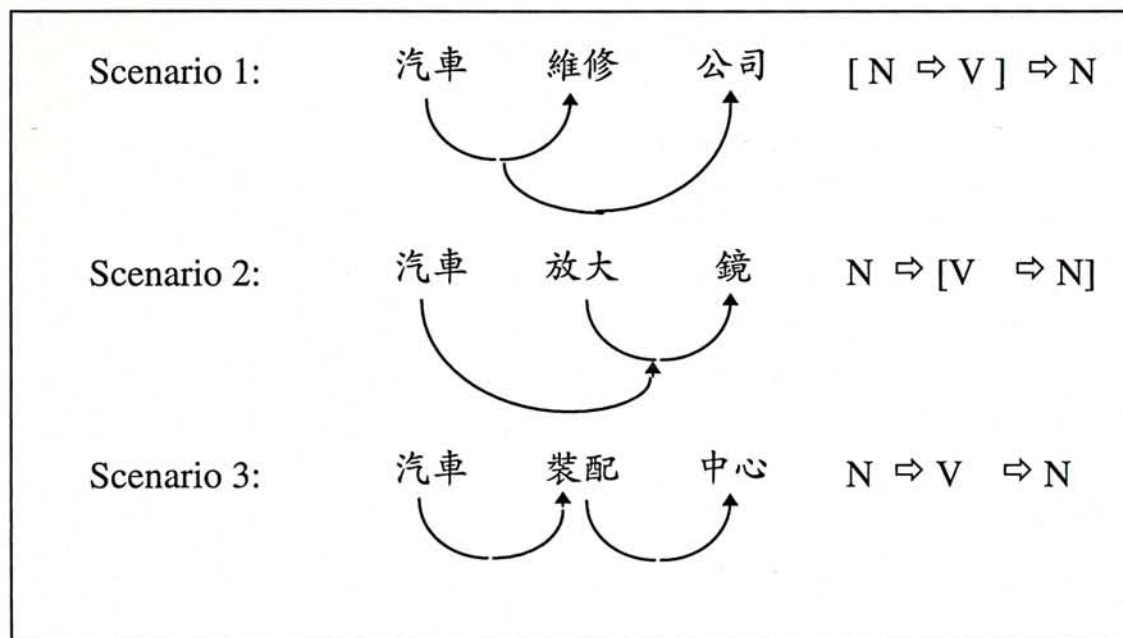 Scenario 1: 汽車 維修 公司 [ N ⇨ V ] ⇨ N
Scenario 2: 汽車 放大 鏡 N ⇨ [V ⇨ N]
Scenario 3: 汽車 裝配 中心 N ⇨ V ⇨ N